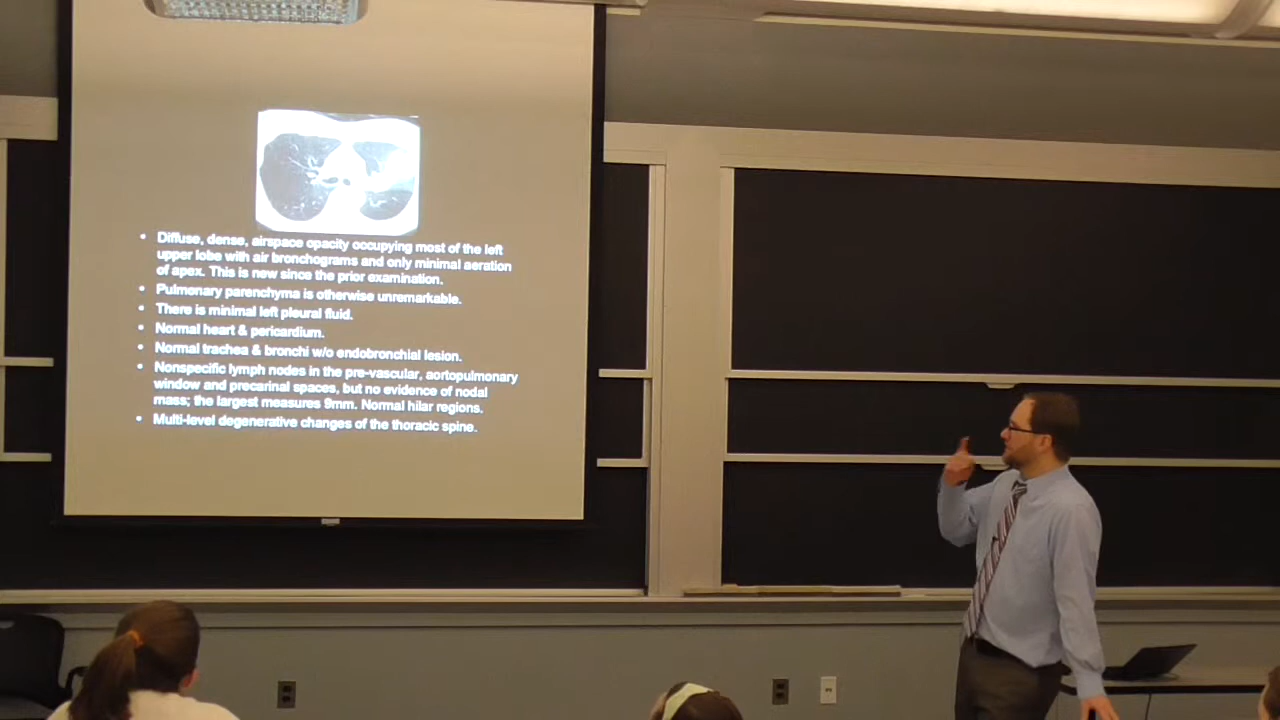 • Diffuse, dense, airspace opacity occupying most of the left
upper lobe with air bronchograms and only minimal aeration
of apex. This is new since the prior examination.
• Pulmonary parenchyma is otherwise unremarkable.
• There is minimal left pleural fluid.
• Normal heart & pericardium.
• Normal trachea & bronchi w/o endobronchial lesion.
• Nonspecific lymph nodes in the pre-vascular, aortopulmonary
window and precarinal spaces, but no evidence of nodal
mass; the largest measures 9mm. Normal hilar regions.
• Multi-level degenerative changes of the thoracic spine.